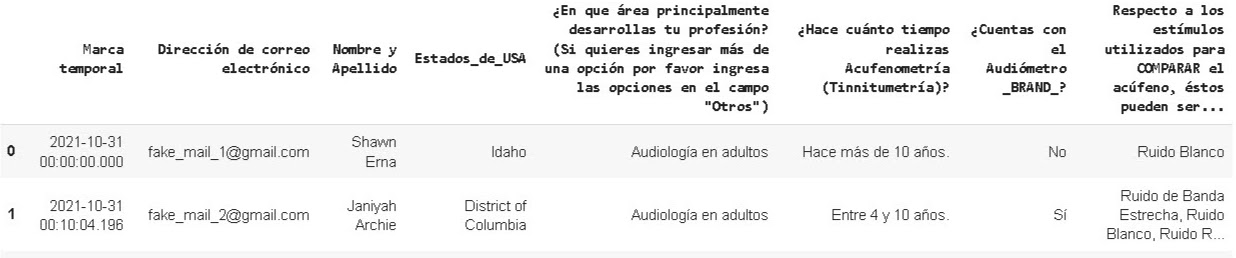 Marca temporal
Dirección de correo electrónico
Nombre y Apellido
Estados_de_USA
¿En que área principalmente desarrollas tu profesión? (Si quieres ingresar más de una opción por favor ingresa las opciones en el campo "Otros")
¿Hace cuánto tiempo realizas Acufenometría (Tinnitumetría)?
¿Cuentas con el Audiómetro _BRAND_?
Respecto a los estímulos utilizados para COMPARAR el acúfeno, éstos pueden ser...
0 2021-10-31 00:00:00.000 fake_mail_1@gmail.com Shawn Erna Idaho Audiología en adultos Hace más de 10 años. No Ruido Blanco
1 2021-10-31 00:10:04.196 fake_mail_2@gmail.com Janiyah Archie District of Columbia Audiología en adultos Entre 4 y 10 años. Sí Ruido de Banda Estrecha, Ruido Blanco, Ruido R...